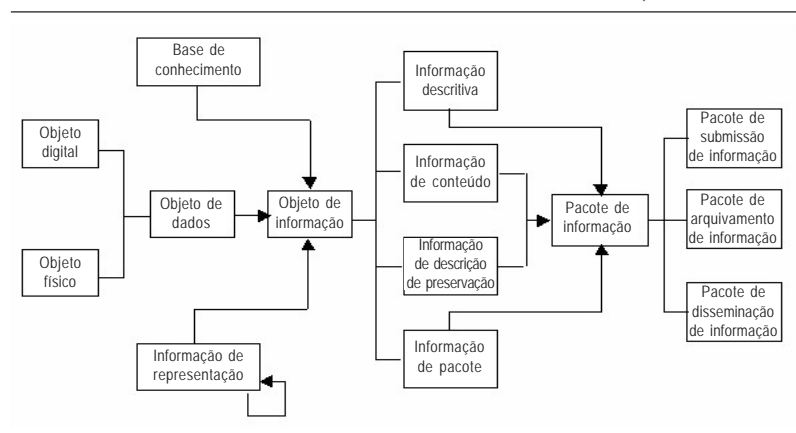 Base de
conhecimento
Objeto
digital
Objeto
físico
Objeto de
dados
Objeto de
informação
Informação de
representação
Informação
descritiva
Informação
de conteúdo
Informação
de descrição
de preservação
Informação
de pacote
Pacote de
informação
Pacote de
submissão
de informação
Pacote de
arquivamento
de informação
Pacote de
disseminação
de informação